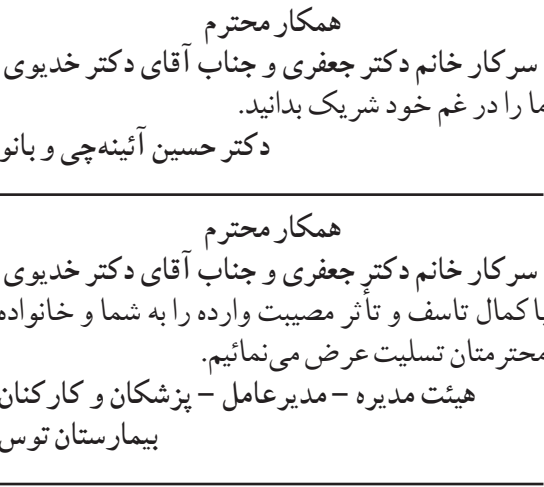 همکار محترم
سرکار خانم دکتر جعفری و جناب آقای دکتر خدیوی
ما را در غم خود شریک بدانید.
دکتر حسین آئینه‌چی و بانو
همکار محترم
سرکار خانم دکتر جعفری و جناب آقای دکتر خدیوی
با کمال تاسف و تأثر مصیبت وارده را به شما و خانواده
محترمتان تسلیت عرض می‌نمائیم.
هیئت مدیره – مدیرعامل – پزشکان و کارکنان
بیمارستان توس